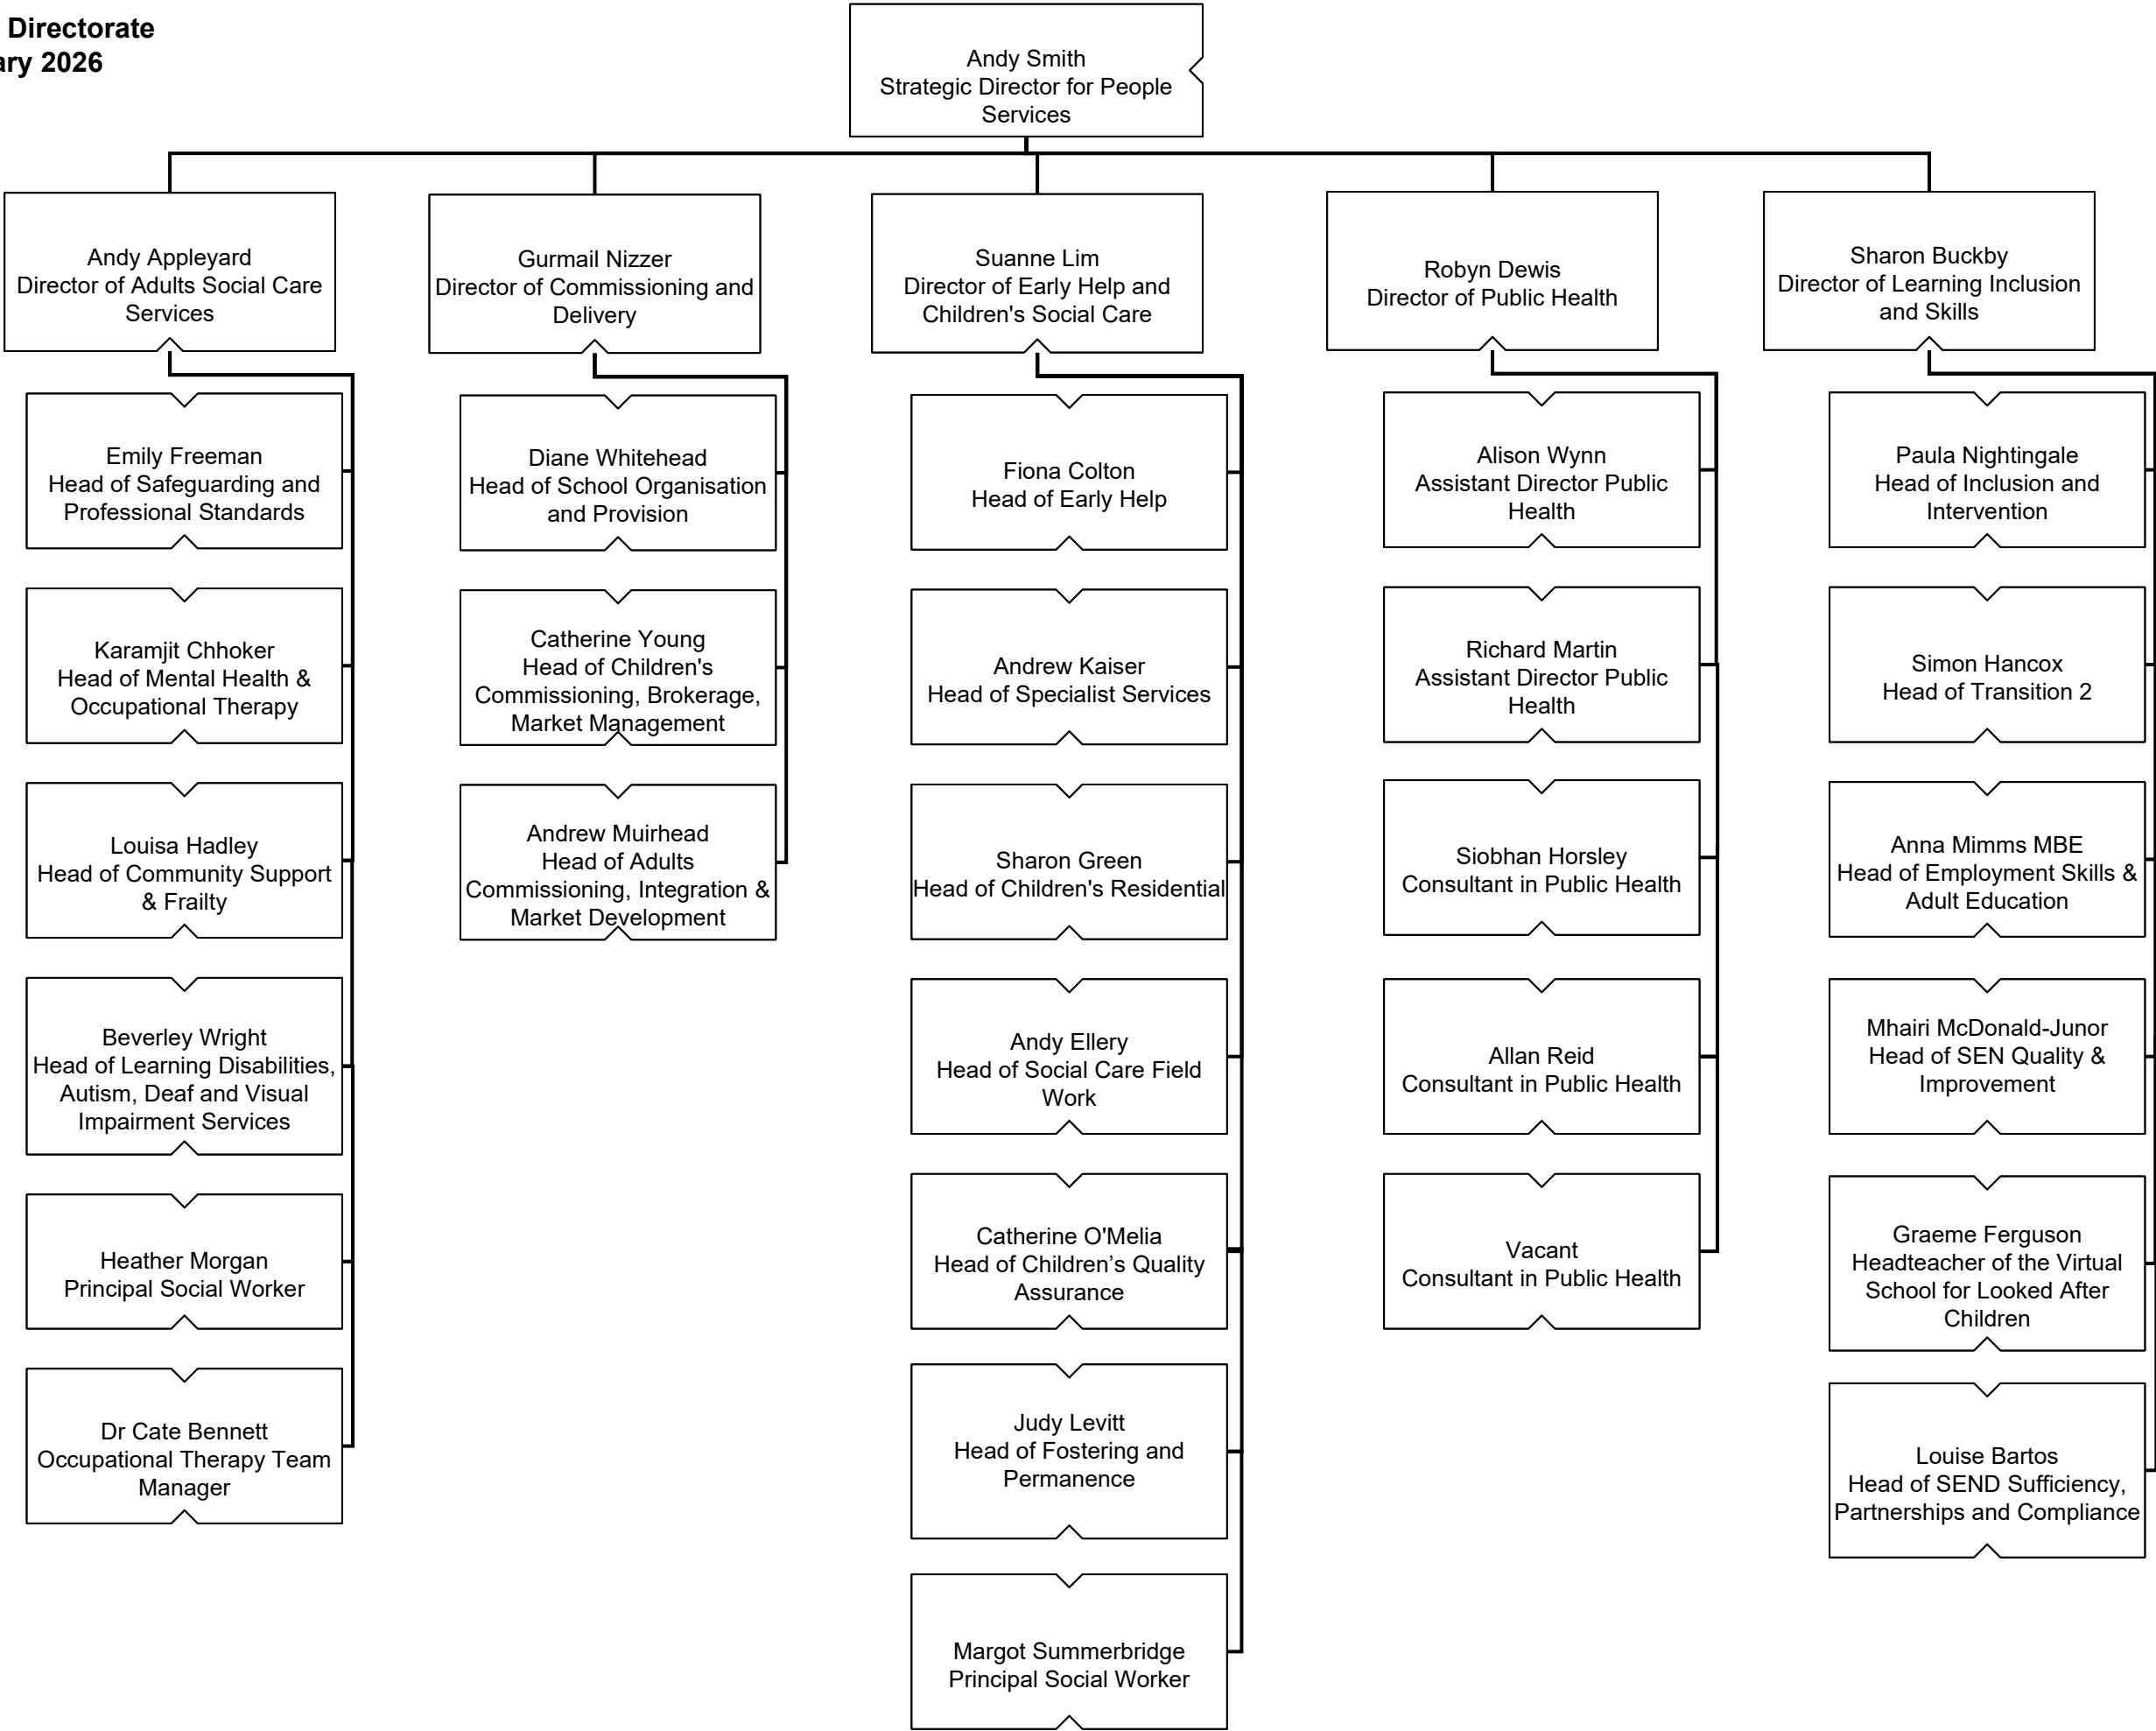 Directorate
ary 2026
Andy Smith
Strategic Director for People
Services
Andy Appleyard
Director of Adults Social Care
Services
Gurmail Nizzer
Director of Commissioning and
Delivery
Suanne Lim
Director of Early Help and
Children's Social Care
Robyn Dewis
Director of Public Health
Sharon Buckby
Director of Learning Inclusion
and Skills
Emily Freeman
Head of Safeguarding and
Professional Standards
Karamjit Chhoker
Head of Mental Health &
Occupational Therapy
Louisa Hadley
Head of Community Support
& Frailty
Beverley Wright
Head of Learning Disabilities,
Autism, Deaf and Visual
Impairment Services
Heather Morgan
Principal Social Worker
Dr Cate Bennett
Occupational Therapy Team
Manager
Diane Whitehead
Head of School Organisation
and Provision
Catherine Young
Head of Children's
Commissioning, Brokerage,
Market Management
Andrew Muirhead
Head of Adults
Commissioning, Integration &
Market Development
Fiona Colton
Head of Early Help
Andrew Kaiser
Head of Specialist Services
Sharon Green
Head of Children's Residential
Andy Ellery
Head of Social Care Field
Work
Catherine O'Melia
Head of Children’s Quality
Assurance
Judy Levitt
Head of Fostering and
Permanence
Margot Summerbridge
Principal Social Worker
Alison Wynn
Assistant Director Public
Health
Richard Martin
Assistant Director Public
Health
Siobhan Horsley
Consultant in Public Health
Allan Reid
Consultant in Public Health
Vacant
Consultant in Public Health
Paula Nightingale
Head of Inclusion and
Intervention
Simon Hancox
Head of Transition 2
Anna Mimms MBE
Head of Employment Skills &
Adult Education
Mhairi McDonald-Junor
Head of SEN Quality &
Improvement
Graeme Ferguson
Headteacher of the Virtual
School for Looked After
Children
Louise Bartos
Head of SEND Sufficiency,
Partnerships and Compliance